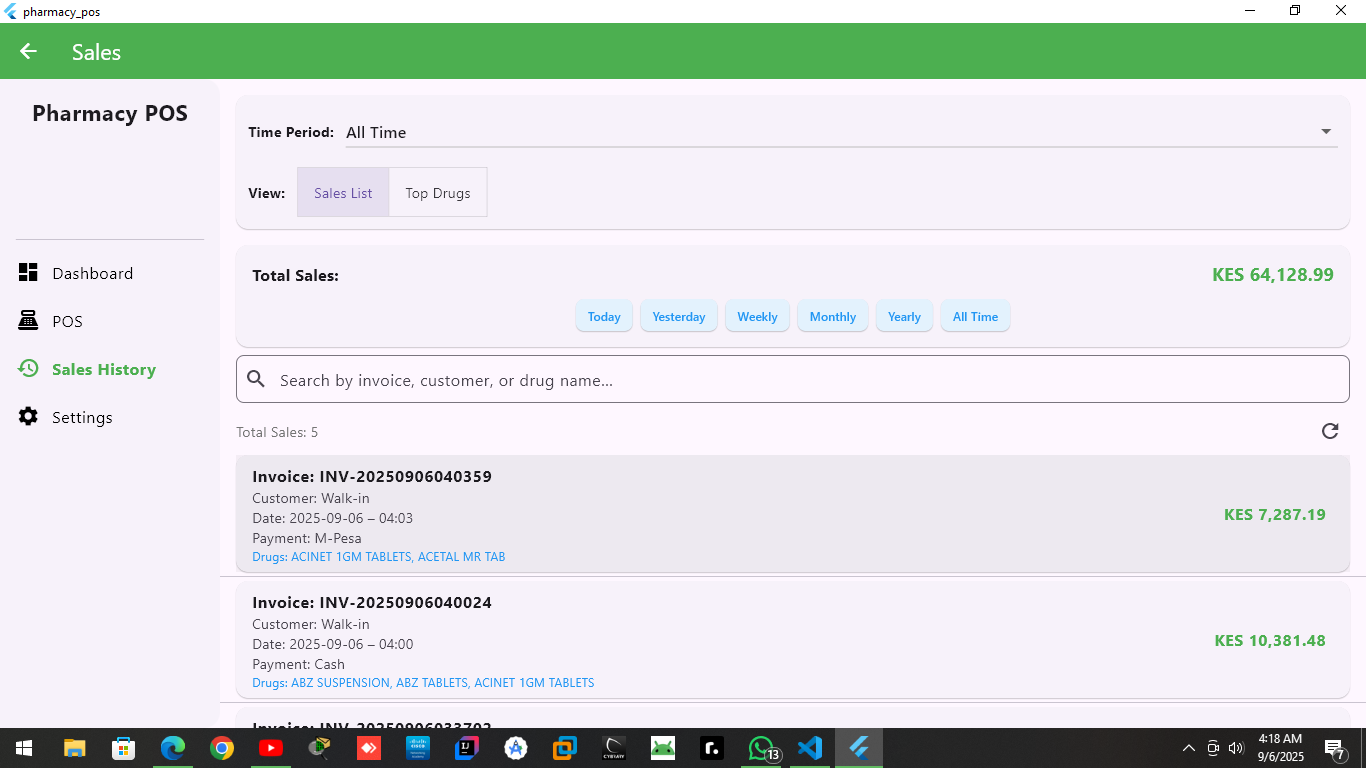 pharmacy_pos
Sales
Pharmacy POS
Dashboard
POS
Sales History
Settings
Time Period: All Time
View: Sales List Top Drugs
Total Sales: KES 64,128.99
Today Yesterday Weekly Monthly Yearly All Time
Search by invoice, customer, or drug name...
Total Sales: 5
Invoice: INV-20250906040359
Customer: Walk-in
Date: 2025-09-06 – 04:03
Payment: M-Pesa
Drugs: ACINET 1GM TABLETS, ACETAL MR TAB
KES 7,287.19
Invoice: INV-20250906040024
Customer: Walk-in
Date: 2025-09-06 – 04:00
Payment: Cash
Drugs: ABZ SUSPENSION, ABZ TABLETS, ACINET 1GM TABLETS
KES 10,381.48
Invoice: INV-20250906033702
13
4:18 AM
9/6/2025
7